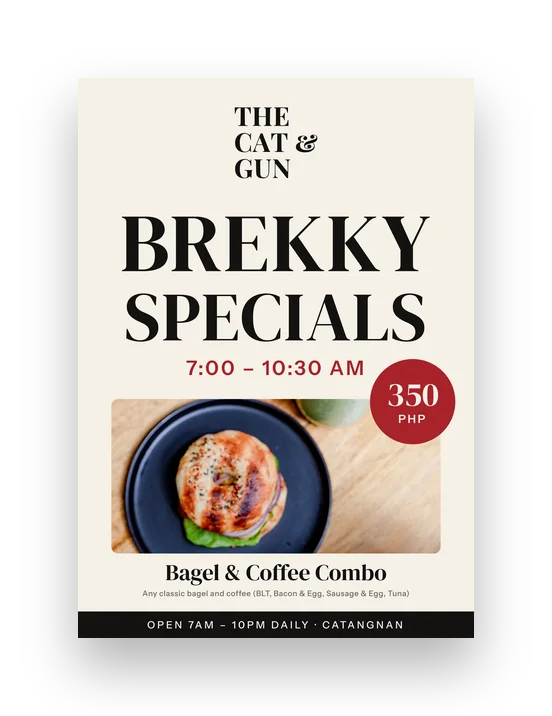 THE
CAT &
GUN
BREKKY
SPECIALS
7:00 – 10:30 AM
350
PHP
Bagel & Coffee Combo
Any classic bagel and coffee (BLT, Bacon & Egg, Sausage & Egg, Tuna)
OPEN 7AM – 10PM DAILY · CATANGNAN